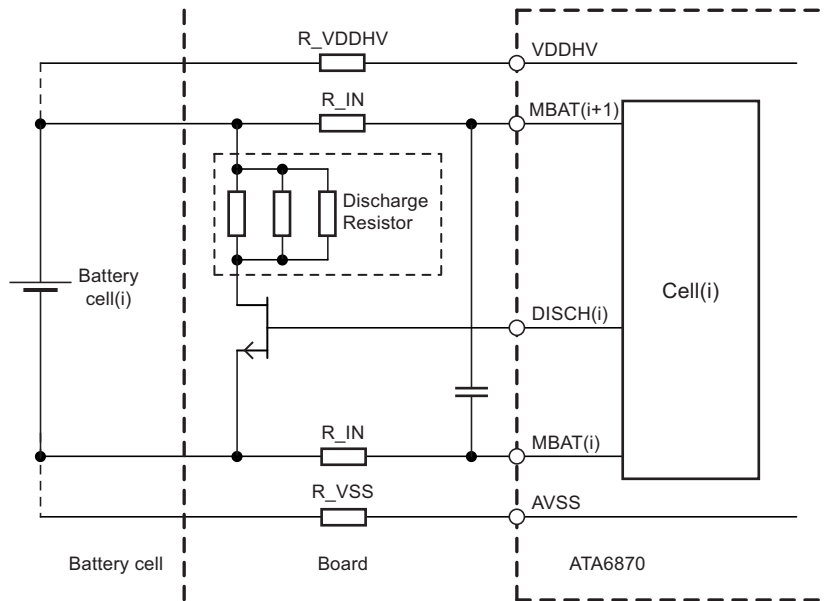 R_VDDHV
VDDHV
R_IN
MBAT(i+1)
Discharge
Resistor
Battery
cell(i)
Cell(i)
DISCH(i)
R_IN
MBAT(i)
R_VSS
AVSS
Battery cell
Board
ATA6870